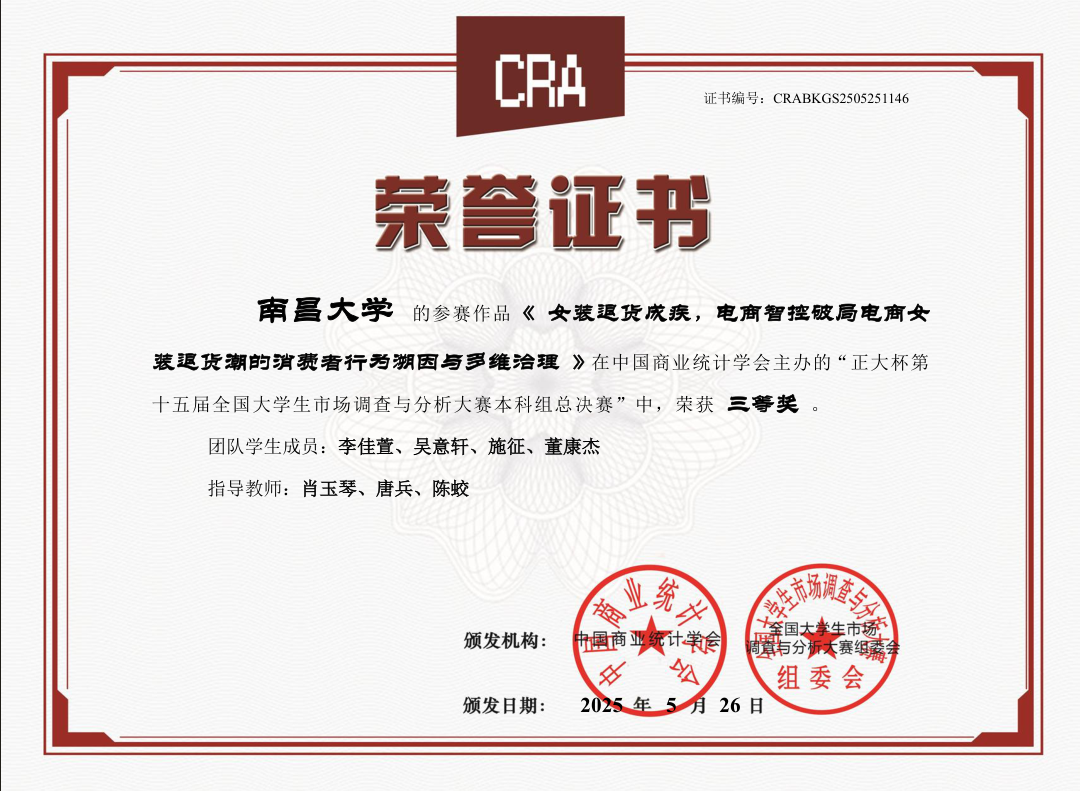 CRA
证书编号：CRABKGS2505251146
荣誉证书
南昌大学 的参赛作品《 女装退货成疾，电商智控破局电商女
装退货潮的消费者行为溯因与多维治理 》在中国商业统计学会主办的“正大杯第
十五届全国大学生市场调查与分析大赛本科组总决赛”中，荣获 三等奖 。
团队学生成员：李佳萱、吴意轩、施征、董康杰
指导教师：肖玉琴、唐兵、陈蛟
中国商业统计学会
全国大学生市场调查与分析大赛
组委会
颁发机构： 中国商业统计学会 全国大学生市场
调查与分析大赛组委会
颁发日期： 2025 年 5 月 26 日